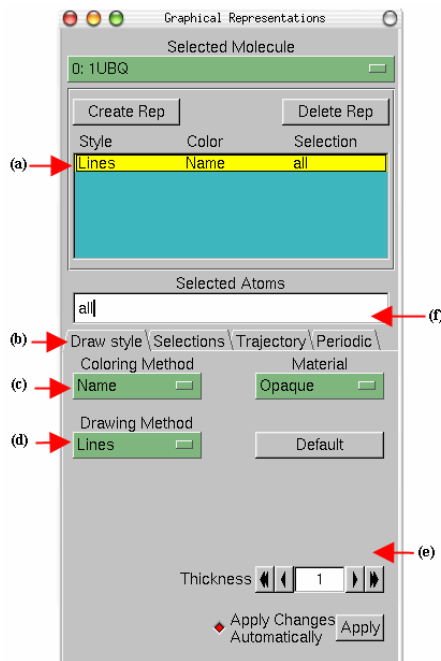 Graphical Representations
Selected Molecule
0: 1UBQ
Create Rep Delete Rep
Style Color Selection
(a) Lines Name all
Selected Atoms
all (f)
(b) Draw style Selections Trajectory Periodic
Coloring Method Material
(c) Name Opaque
Drawing Method
(d) Lines Default
(e)
Thickness 1
Apply Changes
Automatically Apply